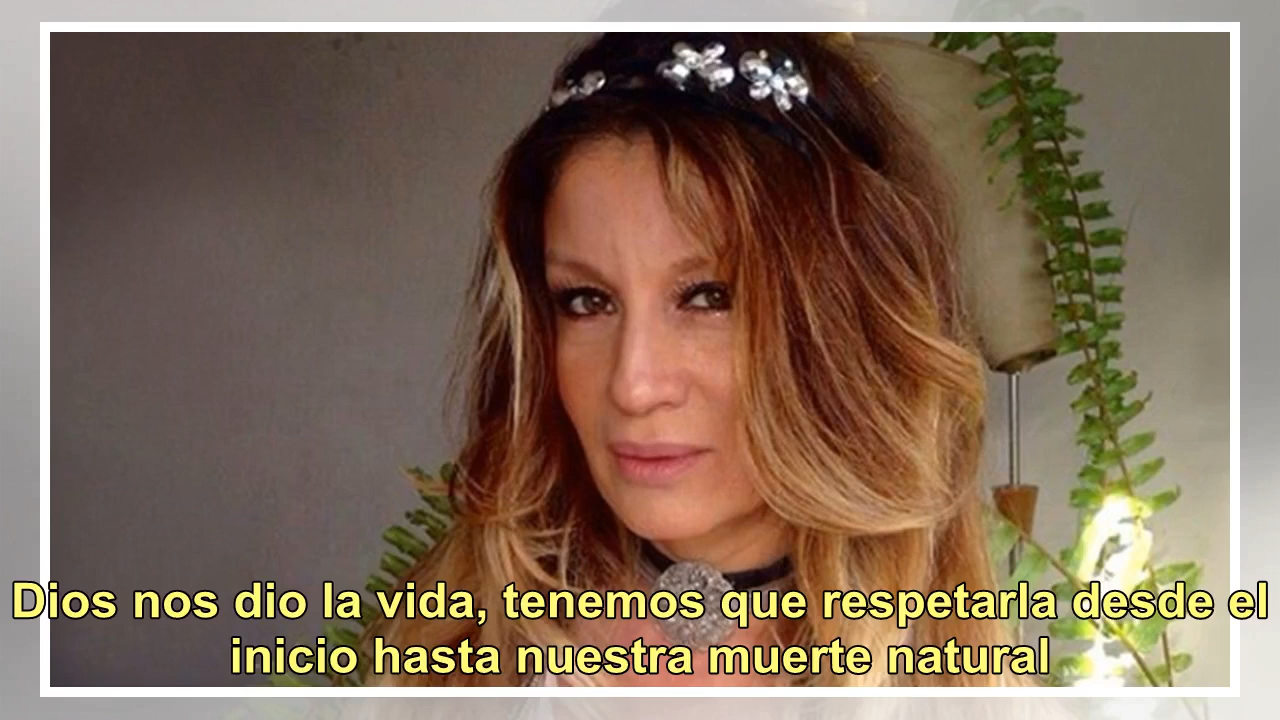 Dios nos dio la vida, tenemos que respetarla desde el
inicio hasta nuestra muerte natural